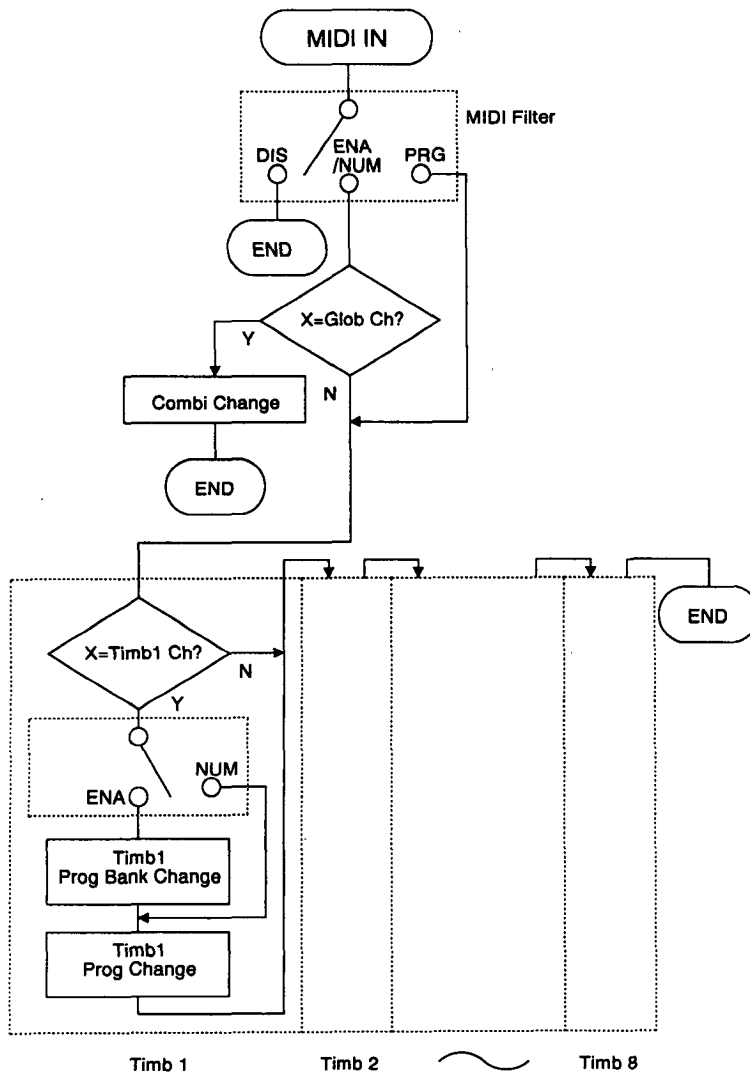 MIDI IN
MIDI Filter
DIS
ENA
/NUM
PRG
END
X=Glob Ch?
Y
N
Combi Change
END
X=Timb1 Ch?
N
Y
END
NUM
ENA
Timb1
Prog Bank Change
Timb1
Prog Change
Timb 1
Timb 2
Timb 8